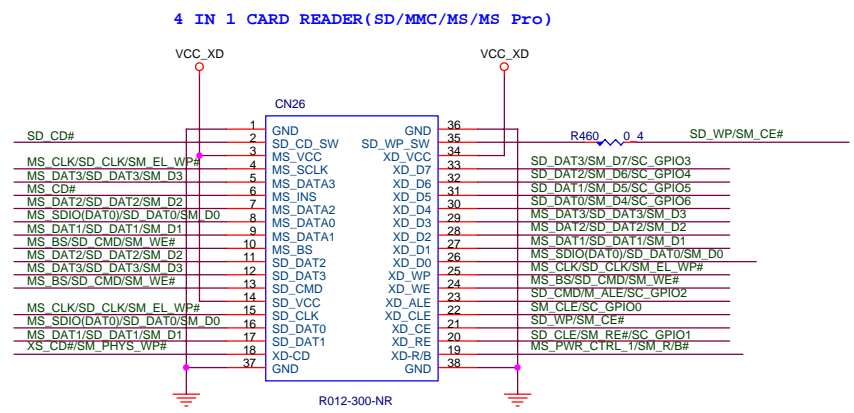 4 IN 1 CARD READER(SD/MMC/MS/MS Pro)
VCC_XD
VCC_XD
CN26
1 GND GND 36
SD_CD# 2 SD_CD_SW SD_WP_SW 35 R460 0_4 SD_WP/SM_CE#
3 MS_VCC XD_VCC 34
MS_CLK/SD_CLK/SM_EL_WP# 4 MS_SCLK XD_D7 33 SD_DAT3/SM_D7/SC_GPIO3
MS_DAT3/SD_DAT3/SM_D3 5 MS_DATA3 XD_D6 32 SD_DAT2/SM_D6/SC_GPIO4
MS_CD# 6 MS_INS XD_D5 31 SD_DAT1/SM_D5/SC_GPIO5
MS_DAT2/SD_DAT2/SM_D2 7 MS_DATA2 XD_D4 30 SD_DAT0/SM_D4/SC_GPIO6
MS_SDIO(DAT0)/SD_DAT0/SM_D0 8 MS_DATA0 XD_D3 29 MS_DAT3/SD_DAT3/SM_D3
MS_DAT1/SD_DAT1/SM_D1 9 MS_DATA1 XD_D2 28 MS_DAT2/SD_DAT2/SM_D2
MS_BS/SD_CMD/SM_WE# 10 MS_BS XD_D1 27 MS_DAT1/SD_DAT1/SM_D1
MS_DAT2/SD_DAT2/SM_D2 11 SD_DAT2 XD_D0 26 MS_SDIO(DAT0)/SD_DAT0/SM_D0
MS_DAT3/SD_DAT3/SM_D3 12 SD_DAT3 XD_WP 25 MS_CLK/SD_CLK/SM_EL_WP#
MS_BS/SD_CMD/SM_WE# 13 SD_CMD XD_WE 24 MS_BS/SD_CMD/SM_WE#
14 SD_VCC XD_ALE 23 SD_CMD/M_ALE/SC_GPIO2
MS_CLK/SD_CLK/SM_EL_WP# 15 SD_CLK XD_CLE 22 SM_CLE/SC_GPIO0
MS_SDIO(DAT0)/SD_DAT0/SM_D0 16 SD_DAT0 XD_CE 21 SD_WP/SM_CE#
MS_DAT1/SD_DAT1/SM_D1 17 SD_DAT1 XD_RE 20 SD_CLE/SM_RE#/SC_GPIO1
XS_CD#/SM_PHYS_WP# 18 XD-CD XD-R/B 19 MS_PWR_CTRL_1/SM_R/B#
37 GND GND 38
R012-300-NR